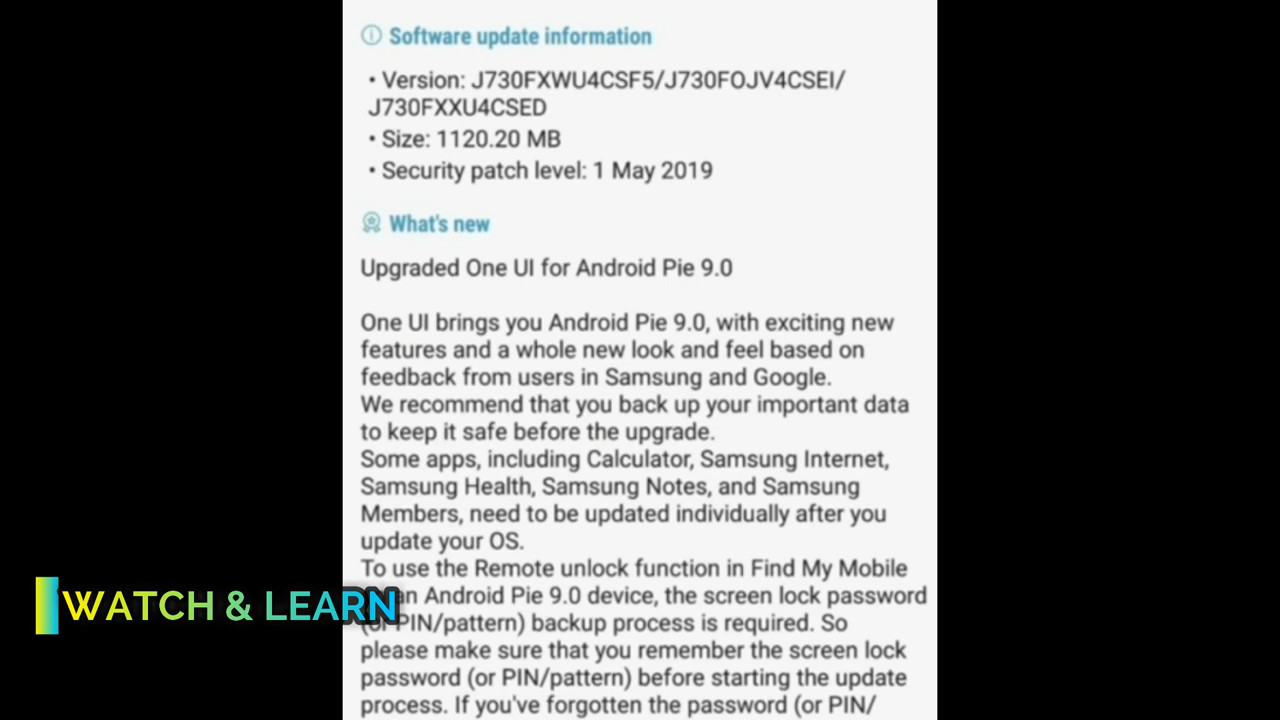 Software update information
• Version: J730FXWU4CSF5/J730FOJV4CSEI/
J730FXXU4CSED
• Size: 1120.20 MB
• Security patch level: 1 May 2019
What's new
Upgraded One UI for Android Pie 9.0
One UI brings you Android Pie 9.0, with exciting new
features and a whole new look and feel based on
feedback from users in Samsung and Google.
We recommend that you back up your important data
to keep it safe before the upgrade.
Some apps, including Calculator, Samsung Internet,
Samsung Health, Samsung Notes, and Samsung
Members, need to be updated individually after you
update your OS.
To use the Remote unlock function in Find My Mobile
an Android Pie 9.0 device, the screen lock password
(or PIN/pattern) backup process is required. So
please make sure that you remember the screen lock
password (or PIN/pattern) before starting the update
process. If you've forgotten the password (or PIN/
WATCH & LEARN